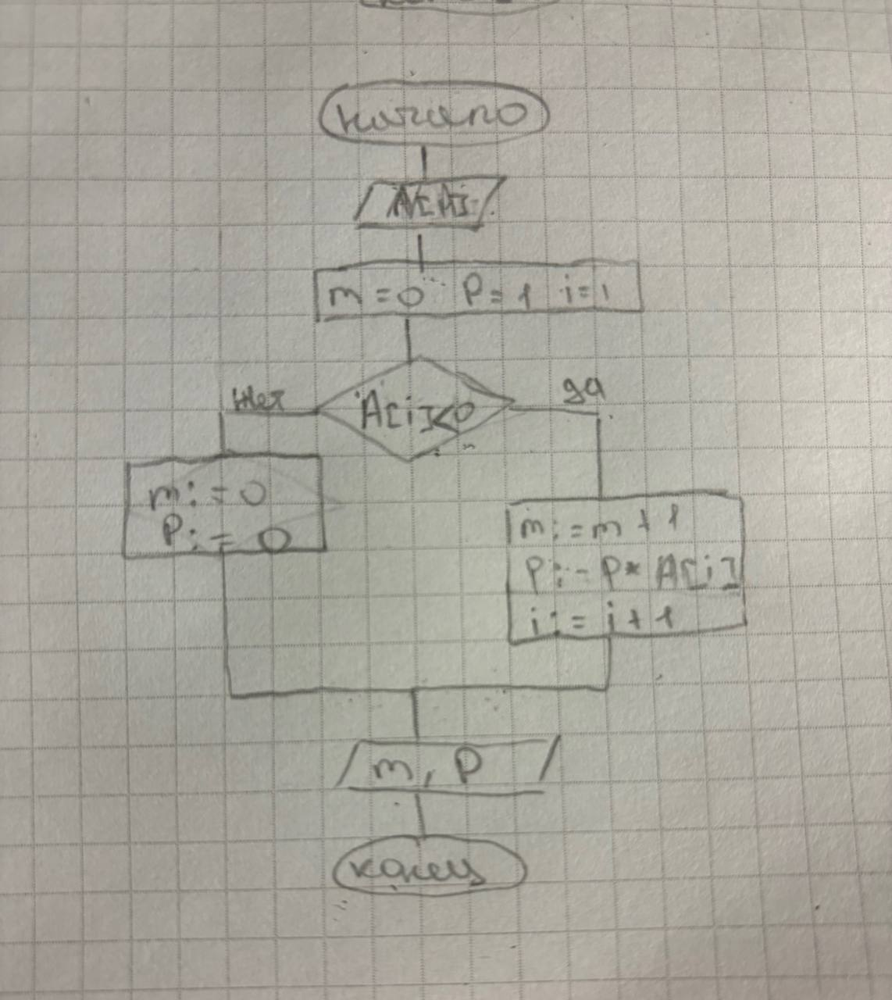 начало
m = 0 P = 1 i = 1
A[i]<0
нет
да
m := 0
P := 0
m := m + 1
P := P * A[i]
i := i + 1
m, P
конец